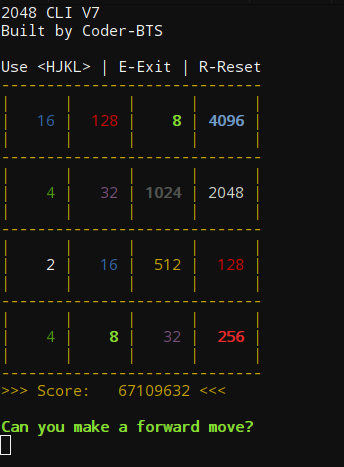 2048 CLI V7
Built by Coder-BTS
Use <HJKL> | E-Exit | R-Reset
16 | 128 | 8 | 4096
4 | 32 | 1024 | 2048
2 | 16 | 512 | 128
4 | 8 | 32 | 256
>>> Score: 67109632 <<<
Can you make a forward move?